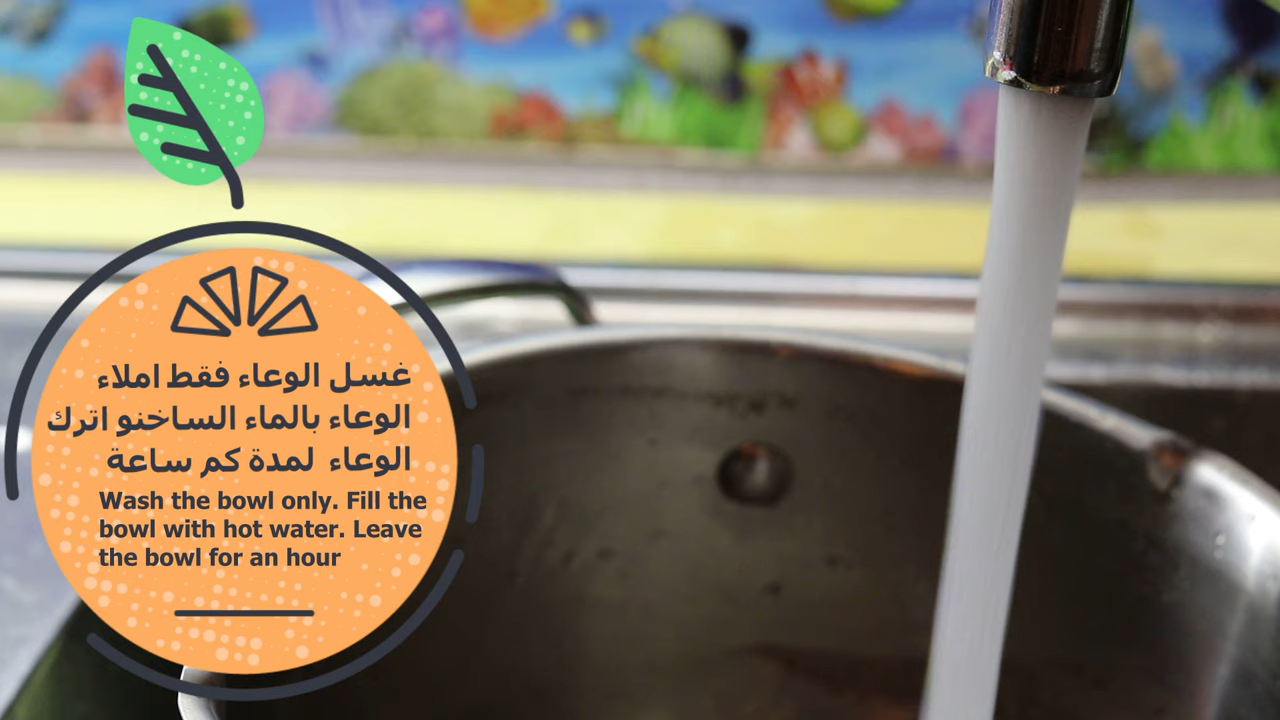 غسل الوعاء فقط املاء
الوعاء بالماء الساخنو اترك
الوعاء لمدة كم ساعة
Wash the bowl only. Fill the
bowl with hot water. Leave
the bowl for an hour